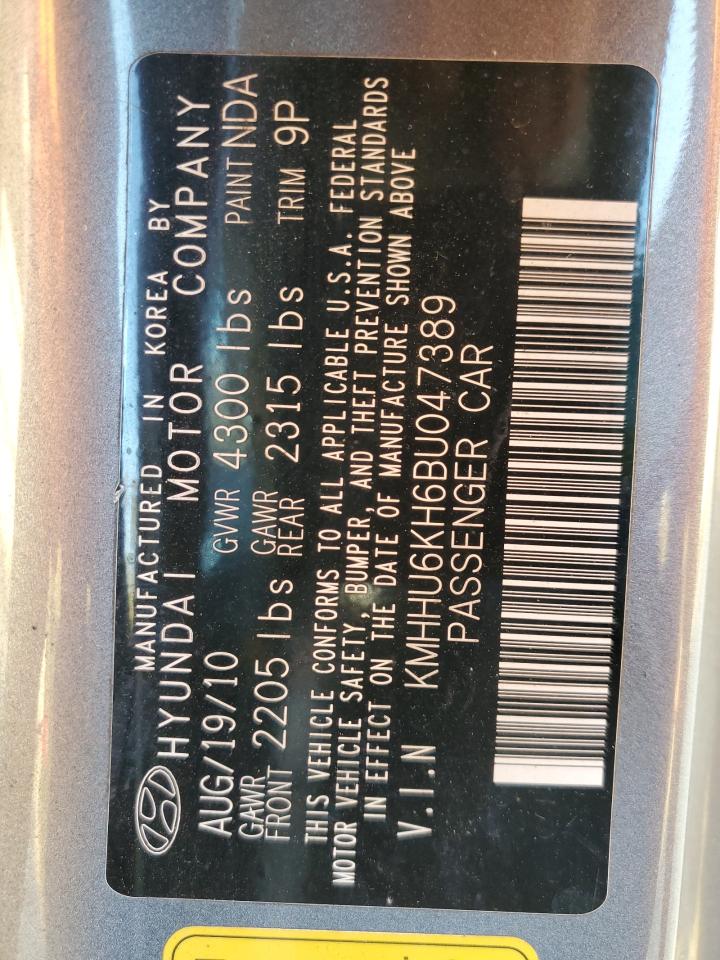 MANUFACTURED IN KOREA BY
HYUNDAI MOTOR COMPANY
AUG/19/10 GVWR 4300 lbs PAINT NDA
GAWR FRONT 2205 lbs GAWR REAR 2315 lbs TRIM 9P
THIS VEHICLE CONFORMS TO ALL APPLICABLE U.S.A. FEDERAL
MOTOR VEHICLE SAFETY, BUMPER, AND THEFT PREVENTION STANDARDS
IN EFFECT ON THE DATE OF MANUFACTURE SHOWN ABOVE
V.I.N KMHHU6KH6BU047389
PASSENGER CAR